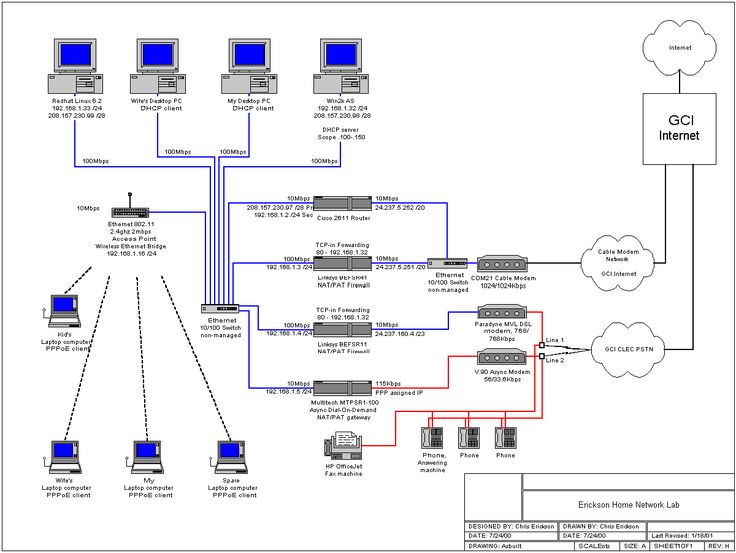 Internet
GCI
Internet
Redhat Linux 6.2
192.168.1.33 /24
208.157.230.99 /28
Wife's Desktop PC
DHCP client
My Desktop PC
DHCP client
Win2k AS
192.168.1.32 /24
208.157.230.98 /28
DHCP server
Scope .100-.150
100Mbps
100Mbps
100Mbps
100Mbps
10Mbps
Ethernet 802.11
2.4ghz 2mbps
Access Point
Wireless Ethernet Bridge
192.168.1.16 /24
10Mbps
208.157.230.97 /28 Pri
192.168.1.2 /24 Sec
Cisco 2611 Router
10Mbps
24.237.5.252 /20
TCP-in Forwarding
80 - 192.168.1.32
100Mbps
192.168.1.3 /24
Linksys BEFSR41
NAT/PAT Firewall
10Mbps
24.237.5.251 /20
Ethernet
10/100 Switch
non-managed
COM21 Cable Modem
1024/1024Kbps
Cable Modem
Network
GCI Internet
Ethernet
10/100 Switch
non-managed
TCP-in Forwarding
80 - 192.168.1.32
100Mbps
192.168.1.4 /24
Linksys BEFSR11
NAT/PAT Firewall
10Mbps
24.237.160.4 /23
Paradyne MVL DSL
modem, 768/
768Kbps
Line 1
Line 2
GCI CLEC PSTN
10Mbps
192.168.1.5 /24
Multitech MTPSR1-100
Async Dial-On-Demand
NAT/PAT gateway
115Kbps
PPP assigned IP
V.90 Async Modem
56/33.6Kbps
Kid's
Laptop computer
PPPoE client
Wife's
Laptop computer
PPPoE client
My
Laptop computer
PPPoE client
Spare
Laptop computer
PPPoE client
HP OfficeJet
Fax machine
Phone,
Answering
machine
Phone
Phone
Erickson Home Network Lab
DESIGNED BY: Chris Erickson
DRAWN BY: Chris Erickson
DATE: 7/24/00
DATE: 7/24/00
Last Revised: 1/18/01
DRAWING: Asbuilt
SCALEnts
SIZE: A
SHEET1OF1
REV: H